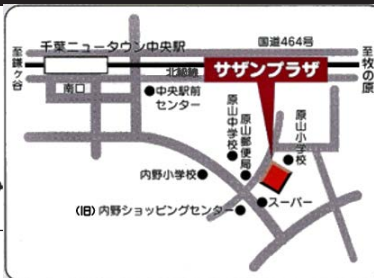 千葉ニュータウン中央駅
国道464号
至鎌ヶ谷
至牧の原
北総線
サザンプラザ
南口
中央駅前
センター
原山中学校
原山郵便局
原山小学校
内野小学校
スーパー
(旧)内野ショッピングセンター